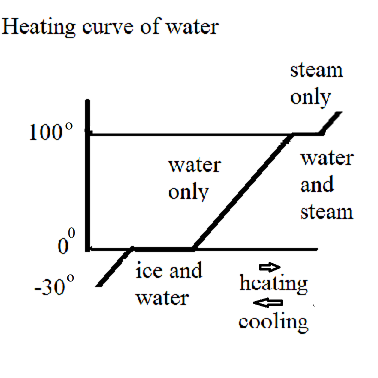 Heating curve of water
steam
only
100°
water
only
water
and
steam
0°
-30°
ice and
water
heating
cooling